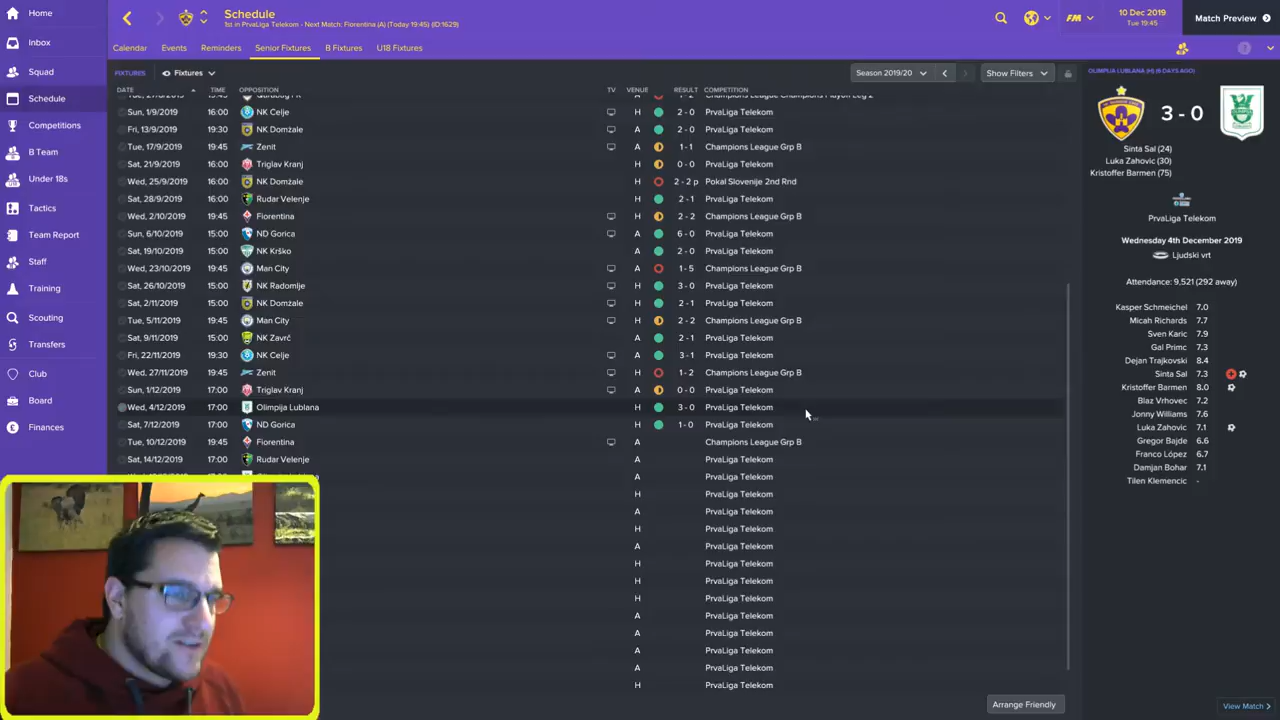 Home
Inbox
Squad
Schedule
Competitions
B Team
Under 18s
Tactics
Team Report
Staff
Training
Scouting
Transfers
Club
Board
Finances
Schedule
1st in PrvaLiga Telekom - Next Match: Fiorentina (A) (Today 19:45) (ID:1629)
FM
10 Dec 2019
Tue 19:45
Match Preview
Calendar Events Reminders Senior Fixtures B Fixtures U18 Fixtures
FIXTURES Fixtures Season 2019/20 Show Filters
DATE TIME OPPOSITION TV VENUE RESULT COMPETITION
Sun, 1/9/2019 16:00 NK Celje H 2 - 0 PrvaLiga Telekom
Fri, 13/9/2019 19:30 NK Domžale A 2 - 0 PrvaLiga Telekom
Tue, 17/9/2019 19:45 Zenit A 1 - 1 Champions League Grp B
Sat, 21/9/2019 16:00 Triglav Kranj H 0 - 0 PrvaLiga Telekom
Wed, 25/9/2019 16:00 NK Domžale H 2 - 2 p Pokal Slovenije 2nd Rnd
Sat, 28/9/2019 16:00 Rudar Velenje H 2 - 1 PrvaLiga Telekom
Wed, 2/10/2019 19:45 Fiorentina H 2 - 2 Champions League Grp B
Sun, 6/10/2019 15:00 ND Gorica A 6 - 0 PrvaLiga Telekom
Sat, 19/10/2019 15:00 NK Krško A 2 - 0 PrvaLiga Telekom
Wed, 23/10/2019 19:45 Man City A 1 - 5 Champions League Grp B
Sat, 26/10/2019 15:00 NK Radomlje H 3 - 0 PrvaLiga Telekom
Sat, 2/11/2019 15:00 NK Domžale H 2 - 1 PrvaLiga Telekom
Tue, 5/11/2019 19:45 Man City H 2 - 2 Champions League Grp B
Sat, 9/11/2019 15:00 NK Zavrč A 2 - 1 PrvaLiga Telekom
Fri, 22/11/2019 19:30 NK Celje A 3 - 1 PrvaLiga Telekom
Wed, 27/11/2019 19:45 Zenit H 1 - 2 Champions League Grp B
Sun, 1/12/2019 17:00 Triglav Kranj A 0 - 0 PrvaLiga Telekom
Wed, 4/12/2019 17:00 Olimpija Lublana H 3 - 0 PrvaLiga Telekom
Sat, 7/12/2019 17:00 ND Gorica H 1 - 0 PrvaLiga Telekom
Tue, 10/12/2019 19:45 Fiorentina A Champions League Grp B
Sat, 14/12/2019 17:00 Rudar Velenje A PrvaLiga Telekom
A PrvaLiga Telekom
H PrvaLiga Telekom
A PrvaLiga Telekom
H PrvaLiga Telekom
A PrvaLiga Telekom
H PrvaLiga Telekom
H PrvaLiga Telekom
H PrvaLiga Telekom
A PrvaLiga Telekom
A PrvaLiga Telekom
A PrvaLiga Telekom
A PrvaLiga Telekom
H PrvaLiga Telekom
Arrange Friendly
OLIMPIJA LUBLANA (H) (6 DAYS AGO)
3 - 0
Sinta Sal (24)
Luka Zahovic (30)
Kristoffer Barmen (75)
PrvaLiga Telekom
Wednesday 4th December 2019
Ljudski vrt
Attendance: 9,521 (292 away)
Kasper Schmeichel 7.0
Micah Richards 7.7
Sven Karic 7.9
Gal Primc 7.3
Dejan Trajkovski 8.4
Sinta Sal 7.3
Kristoffer Barmen 8.0
Blaz Vrhovec 7.2
Jonny Williams 7.6
Luka Zahovic 7.1
Gregor Bajde 6.6
Franco López 6.7
Damjan Bohar 7.1
Tilen Klemencic -
View Match